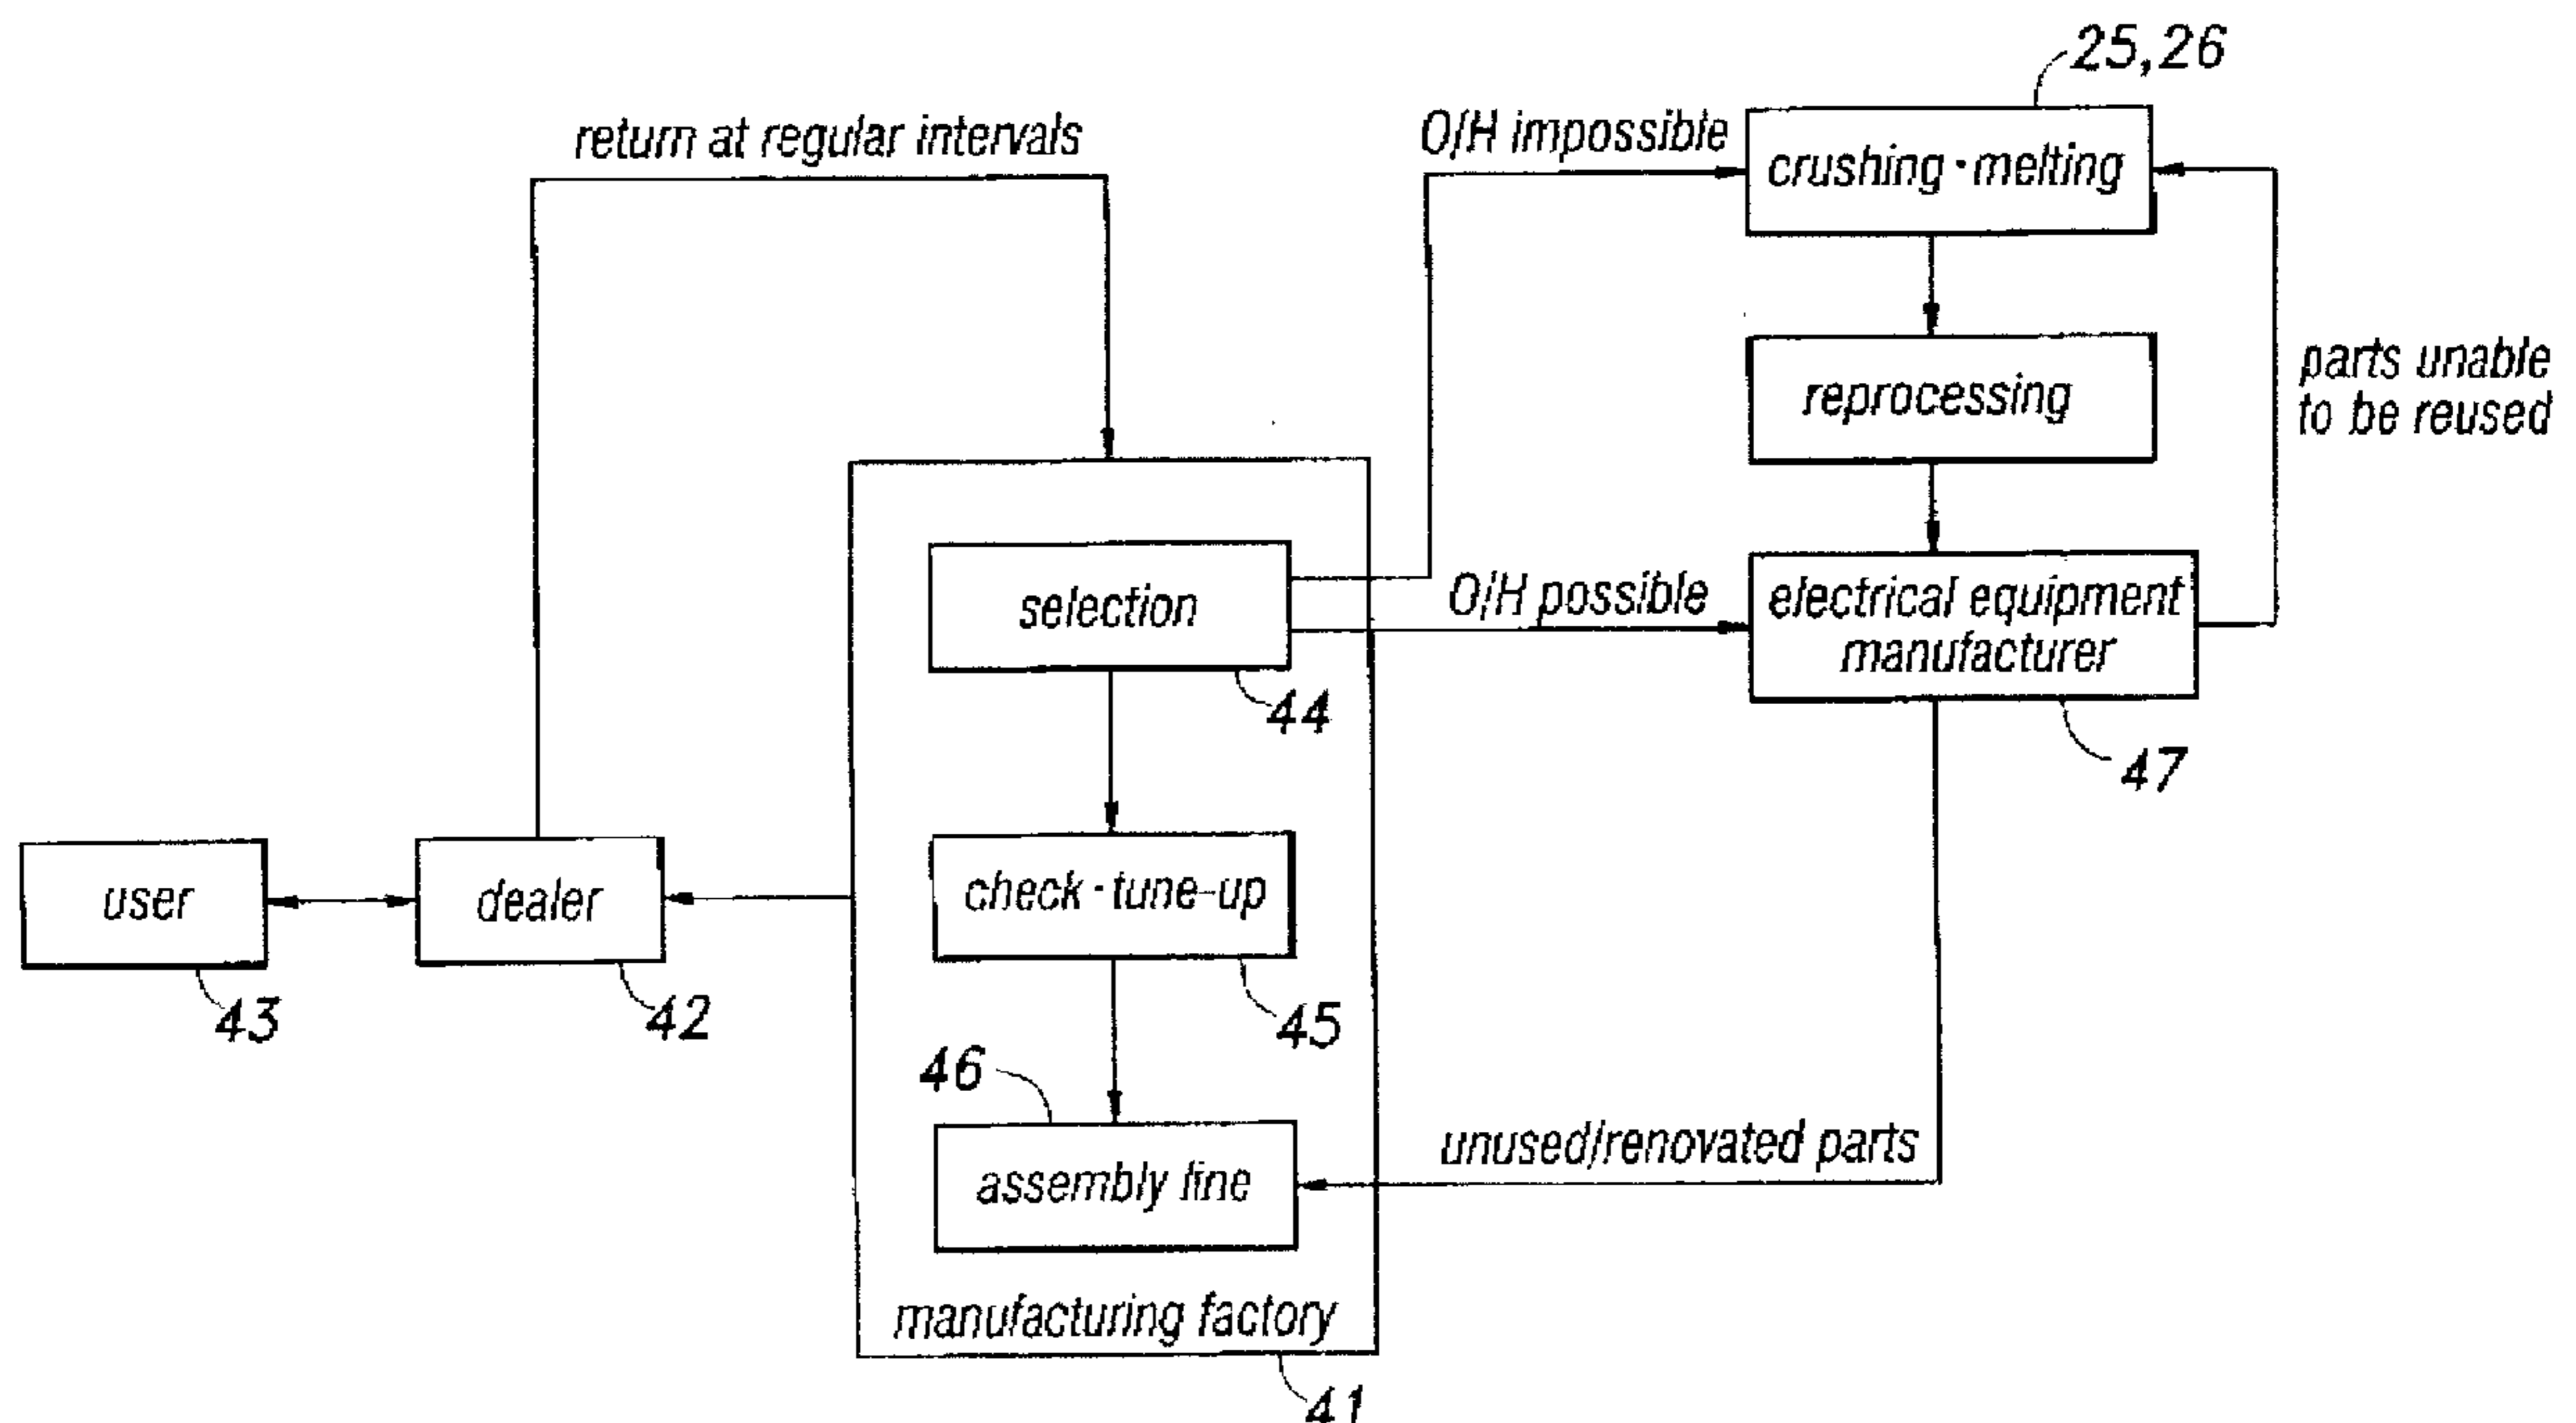 25,26
return at regular intervals
O/H impossible
crushing·melting
reprocessing
parts unable
to be reused
selection
44
O/H possible
electrical equipment
manufacturer
47
user
43
dealer
42
check·tune-up
45
46
assembly line
unused/renovated parts
manufacturing factory
41